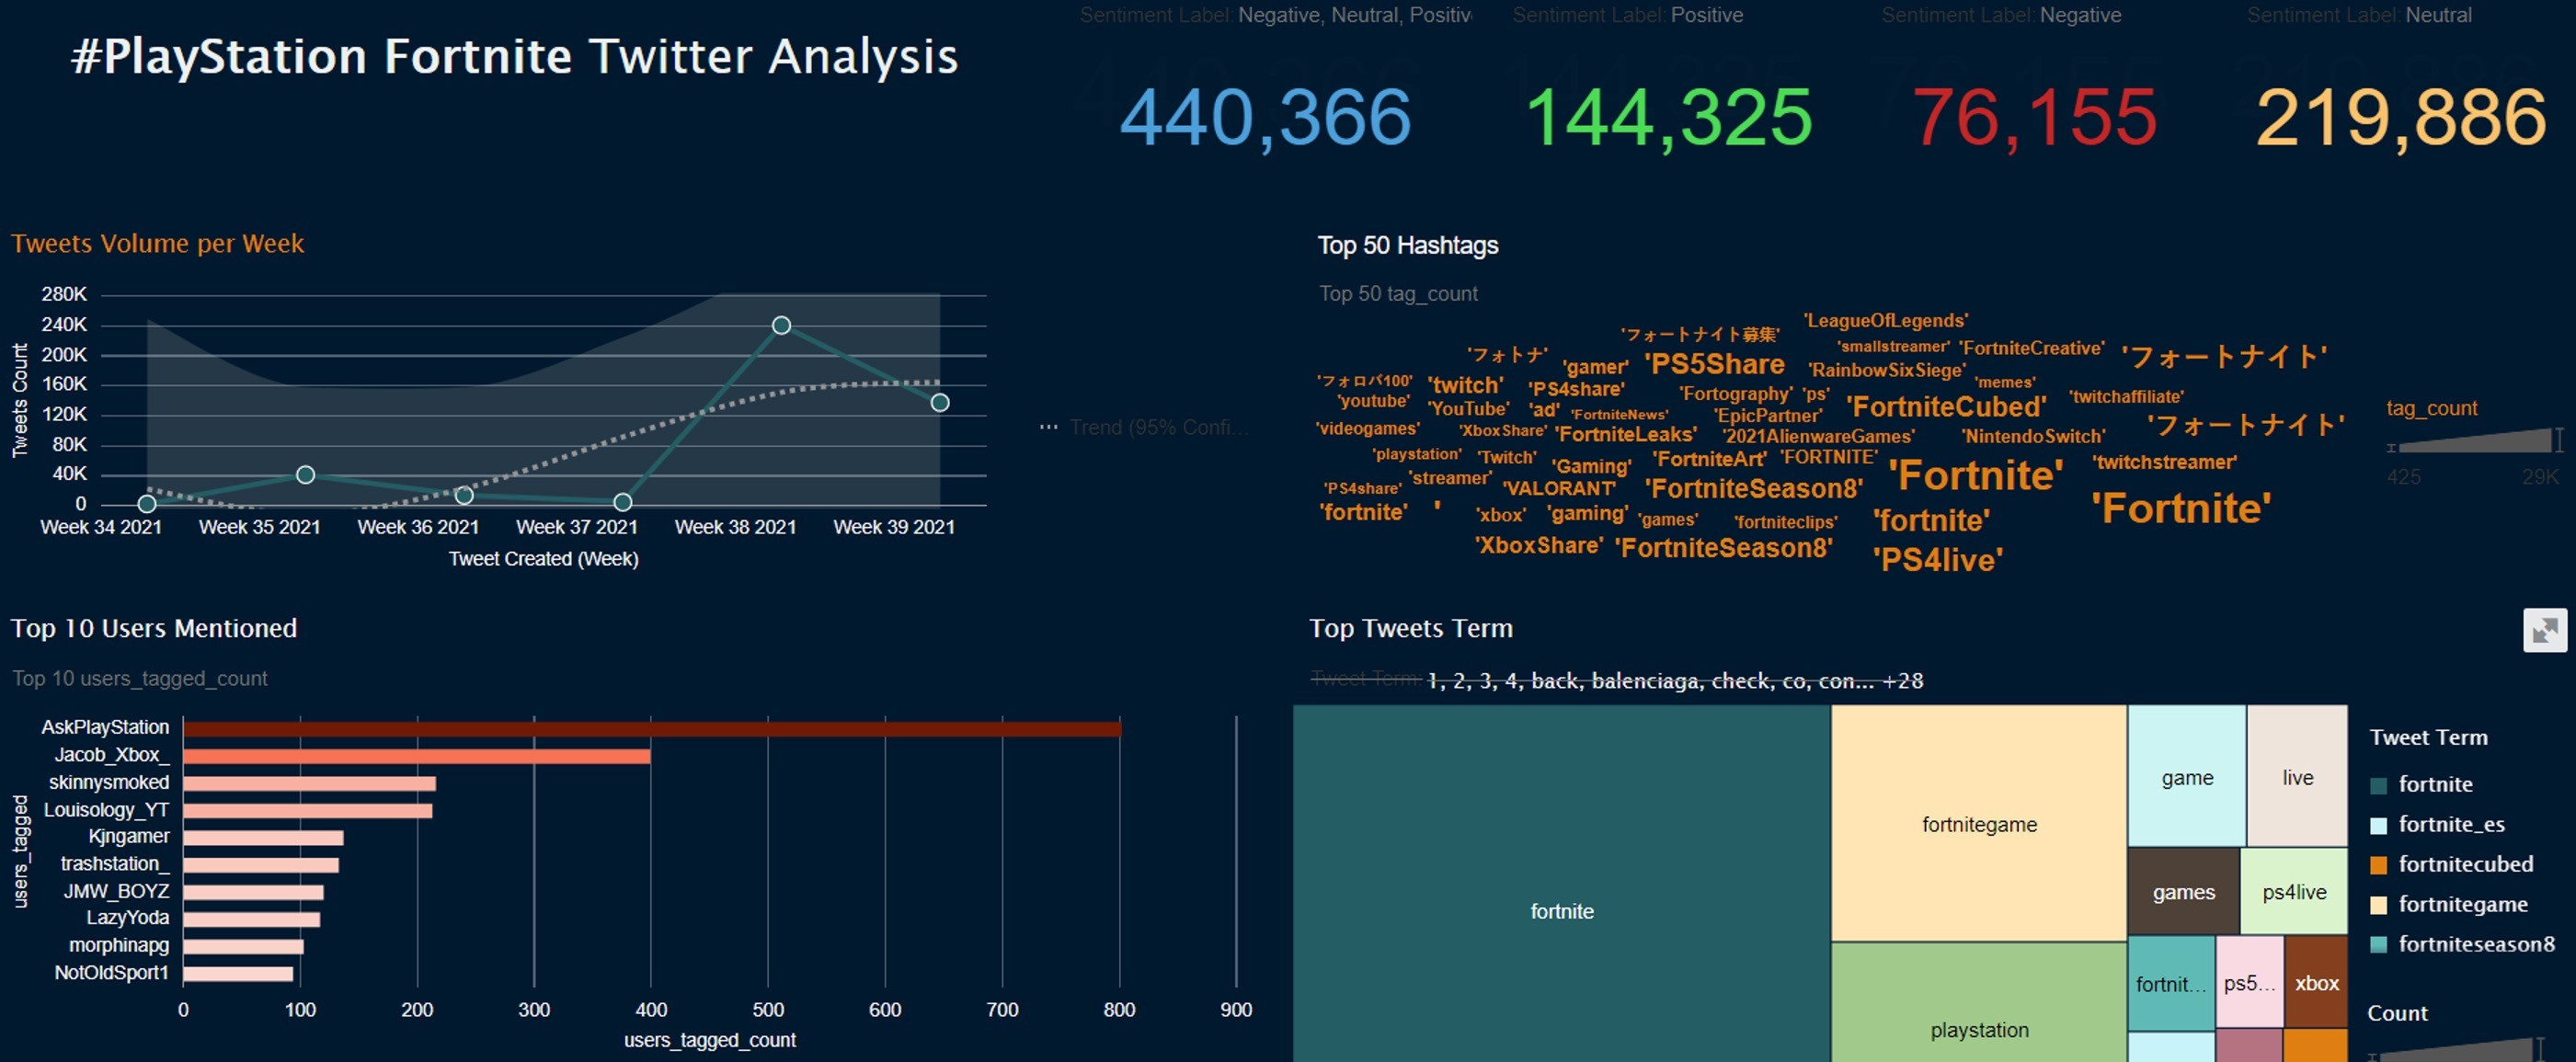 #PlayStation Fortnite Twitter Analysis
Sentiment Label: Negative, Neutral, Positiv
440,366
Sentiment Label: Positive
144,325
Sentiment Label: Negative
76,155
Sentiment Label: Neutral
219,886
Tweets Volume per Week
Tweets Count
280K
240K
200K
160K
120K
80K
40K
0
Week 34 2021
Week 35 2021
Week 36 2021
Week 37 2021
Week 38 2021
Week 39 2021
Tweet Created (Week)
Trend (95% Confi...
Top 50 Hashtags
Top 50 tag_count
'LeagueOfLegends'
'フォートナイト募集'
'smallstreamer' 'FortniteCreative' 'フォートナイト'
'フォトナ' 'gamer' 'PS5Share 'RainbowSixSiege'
'フォロバ100' 'twitch' 'PS4share' 'memes'
'youtube' 'YouTube' 'ad' 'FortniteNews' 'Fortography' 'ps' 'FortniteCubed' 'twitchaffiliate'
'EpicPartner'
'videogames' 'XboxShare' 'FortniteLeaks' '2021AlienwareGames' 'NintendoSwitch' 'フォートナイト'
'playstation' 'Twitch' 'Gaming' 'FortniteArt' 'FORTNITE'
'streamer' 'Fortnite' 'twitchstreamer'
'PS4share' 'VALORANT' 'FortniteSeason8'
'fortnite' ' 'xbox' 'gaming' 'games' 'fortniteclips' 'fortnite' 'Fortnite'
'XboxShare' 'FortniteSeason8' 'PS4live'
tag_count
425
29K
Top 10 Users Mentioned
Top 10 users_tagged_count
users_tagged
AskPlayStation
Jacob_Xbox_
skinnysmoked
Louisology_YT
Kjngamer
trashstation_
JMW_BOYZ
LazyYoda
morphinapg
NotOldSport1
0 100 200 300 400 500 600 700 800 900
users_tagged_count
Top Tweets Term
Tweet Term: 1, 2, 3, 4, back, balenciaga, check, co, con... +28
fortnite
fortnitegame
playstation
game
live
games
ps4live
fortnit...
ps5...
xbox
Tweet Term
fortnite
fortnite_es
fortnitecubed
fortnitegame
fortniteseason8
Count